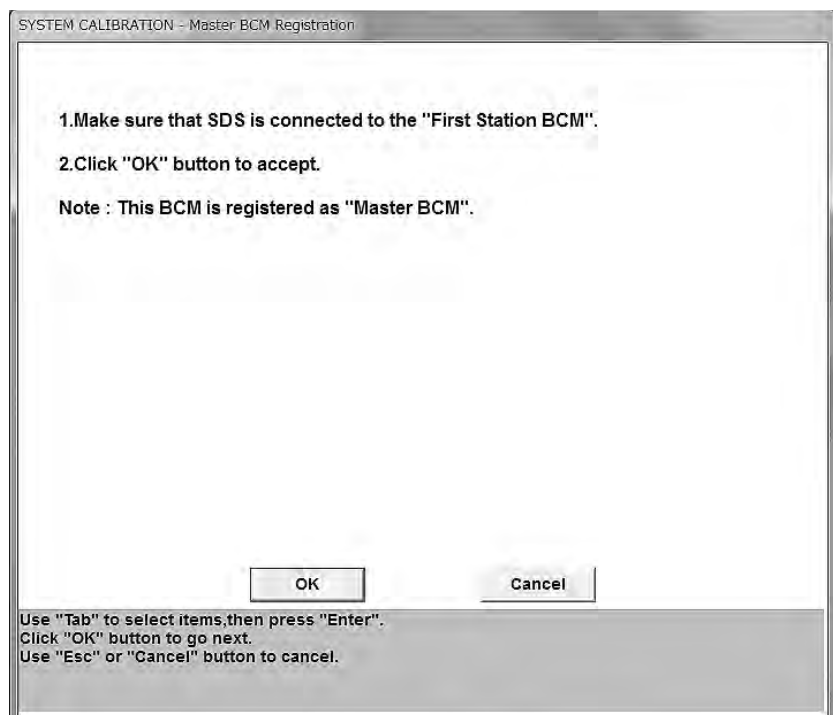 SYSTEM CALIBRATION - Master BCM Registration
1.Make sure that SDS is connected to the "First Station BCM".
2.Click "OK" button to accept.
Note : This BCM is registered as "Master BCM".
OK Cancel
Use "Tab" to select items,then press "Enter".
Click "OK" button to go next.
Use "Esc" or "Cancel" button to cancel.